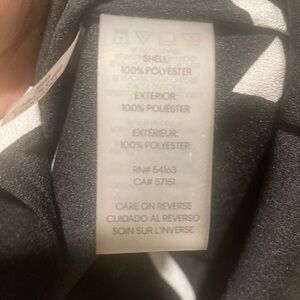 SHELL:
100% POLYESTER
EXTERIOR:
100% POLIÉSTER
EXTÉRIEUR:
100% POLYESTER
RN# 54163
CA# 57151
CARE ON REVERSE
CUIDADO AL REVERSO
SOIN SUR L'INVERSE